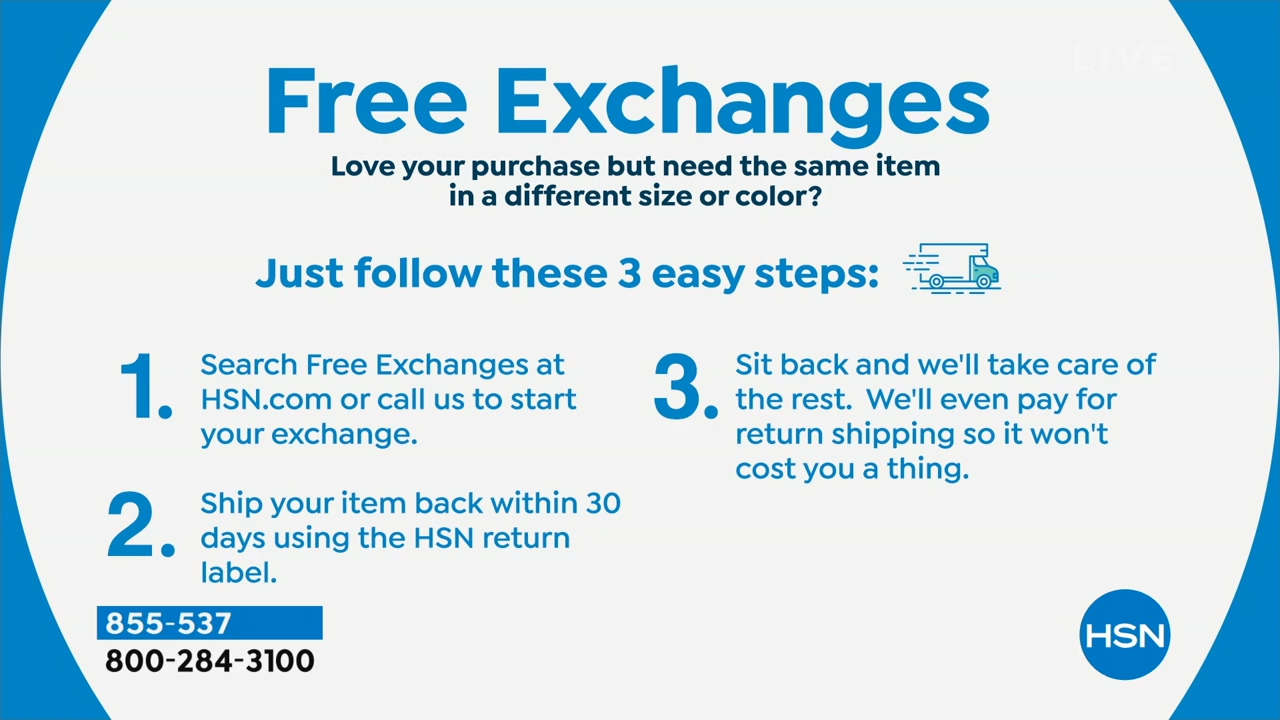 LIVE
Free Exchanges
Love your purchase but need the same item
in a different size or color?
Just follow these 3 easy steps:
1. Search Free Exchanges at
HSN.com or call us to start
your exchange.
2. Ship your item back within 30
days using the HSN return
label.
3. Sit back and we'll take care of
the rest. We'll even pay for
return shipping so it won't
cost you a thing.
855-537
800-284-3100
HSN